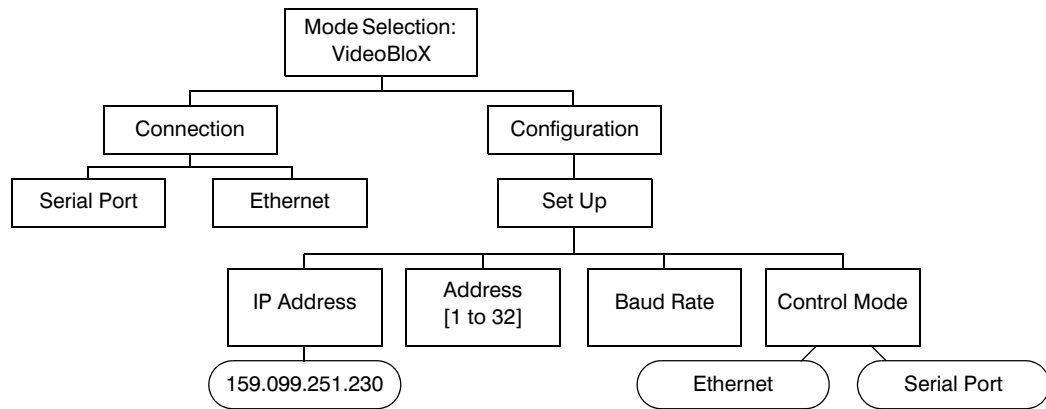 Mode Selection:
VideoBloX
Connection
Configuration
Serial Port
Ethernet
Set Up
IP Address
Address
[1 to 32]
Baud Rate
Control Mode
159.099.251.230
Ethernet
Serial Port